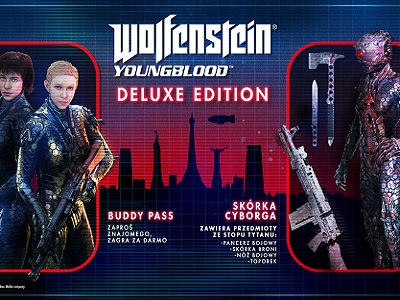 Wolfenstein®
YOUNGBLOOD™
DELUXE EDITION
BUDDY PASS
ZAPROŚ
ZNAJOMEGO,
ZAGRA ZA DARMO
SKÓRKA
CYBORGA
ZAWIERA PRZEDMIOTY
ZE STOPU TYTANU:
• PANCERZ BOJOWY
• SKÓRKA BRONI
• NÓŻ BOJOWY
• TOPOREK